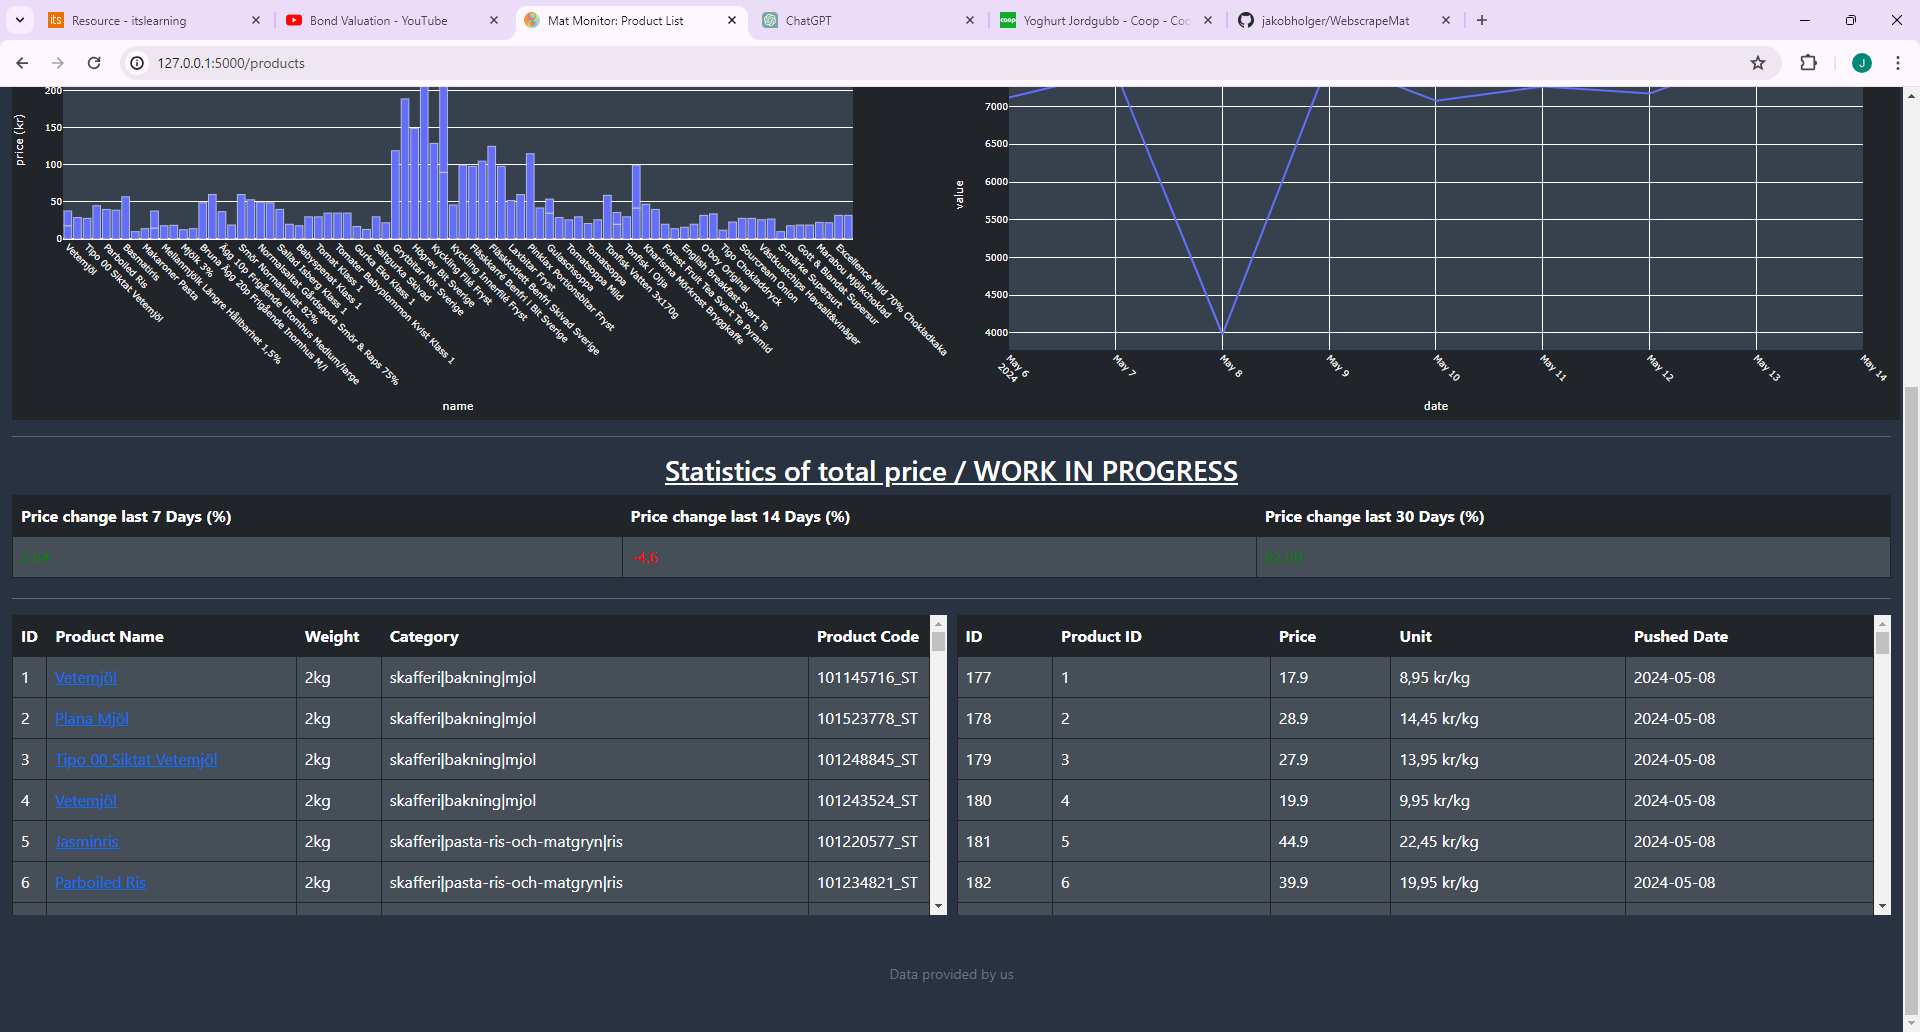 Resource - itslearning
Bond Valuation - YouTube
Mat Monitor: Product List
ChatGPT
Yoghurt Jordgubb - Coop - Coo
jakobholger/WebscrapeMat
127.0.0.1:5000/products
J
price (kr)
200
150
100
50
0
Vetemjöl
Tipo 00 Siktat Vetemjöl
Parboiled Ris
Basmatiris
Makaroner Pasta
Mellanmjölk Längre Hållbarhet 1,5%
Mjölk 3%
Bruna Ägg 20p Frigående Inomhus M/l
Ägg 10p Frigående Utomhus Medium/large
Smör Normalsaltat 82%
Normalsaltat Gårdsgoda Smör & Raps 75%
Sallad Isberg Klass 1
Babyspenat Klass 1
Tomat Klass 1
Tomater Babyplommon Kvist Klass 1
Gurka Eko Klass 1
Saltgurka Skivad
Grytbitar Nöt Sverige
Högrev Bit Sverige
Kyckling Filé Fryst
Kyckling Innerfilé Fryst
Fläskkarré Benfri i Bit Sverige
Fläskkotlett Benfri Skivad Sverige
Laxbitar Fryst
Pinklax Portionsbitar Fryst
Gulaschsoppa
Tomatsoppa Mild
Tomatsoppa
Tonfisk Vatten 3x170g
Tonfisk i Olja
Kharisma Mörkrost Bryggkaffe
Forest Fruit Tea Svart Te Pyramid
English Breakfast Svart Te
O'boy Original
Tigo Chokladdryck
Sourcream Onion
Västkustchips Havssalt&vinäger
S-märke Supersurt
Gott & Blandat Supersur
Marabou Mjölkchoklad
Excellence Mild 70% Chokladkaka
name
value
7000
6500
6000
5500
5000
4500
4000
May 6
2024
May 7
May 8
May 9
May 10
May 11
May 12
May 13
May 14
date
Statistics of total price / WORK IN PROGRESS
Price change last 7 Days (%) Price change last 14 Days (%) Price change last 30 Days (%)
-4.6
ID Product Name Weight Category Product Code
1 Vetemjöl 2kg skafferi|bakning|mjol 101145716_ST
2 Plana Mjöl 2kg skafferi|bakning|mjol 101523778_ST
3 Tipo 00 Siktat Vetemjöl 2kg skafferi|bakning|mjol 101248845_ST
4 Vetemjöl 2kg skafferi|bakning|mjol 101243524_ST
5 Jasminris 2kg skafferi|pasta-ris-och-matgryn|ris 101220577_ST
6 Parboiled Ris 2kg skafferi|pasta-ris-och-matgryn|ris 101234821_ST
ID Product ID Price Unit Pushed Date
177 1 17.9 8,95 kr/kg 2024-05-08
178 2 28.9 14,45 kr/kg 2024-05-08
179 3 27.9 13,95 kr/kg 2024-05-08
180 4 19.9 9,95 kr/kg 2024-05-08
181 5 44.9 22,45 kr/kg 2024-05-08
182 6 39.9 19,95 kr/kg 2024-05-08
Data provided by us